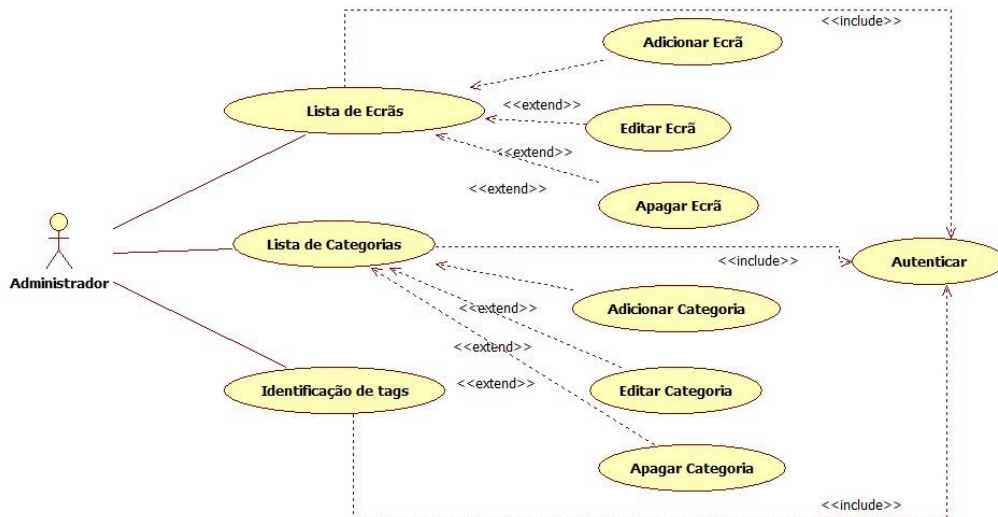 <<include>>
Adicionar Ecrã
Lista de Ecrãs
<<extend>>
Editar Ecrã
<<extend>>
<<extend>>
Apagar Ecrã
Lista de Categorias
<<include>>
Autenticar
Administrador
Adicionar Categoria
<<extend>>
<<extend>>
<<extend>>
Identificação de tags
Editar Categoria
Apagar Categoria
<<include>>